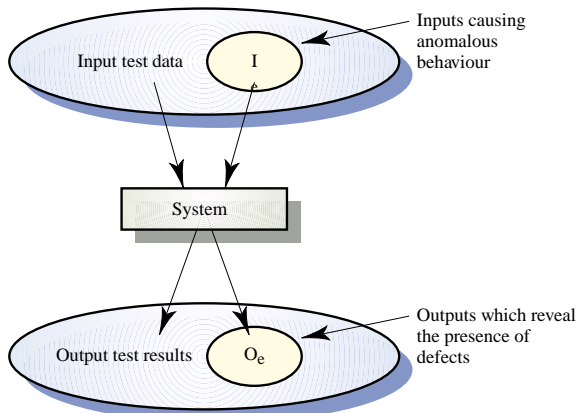 Inputs causing
anomalous
behaviour
Input test data
I
e
System
Outputs which reveal
the presence of
defects
Output test results
Oe